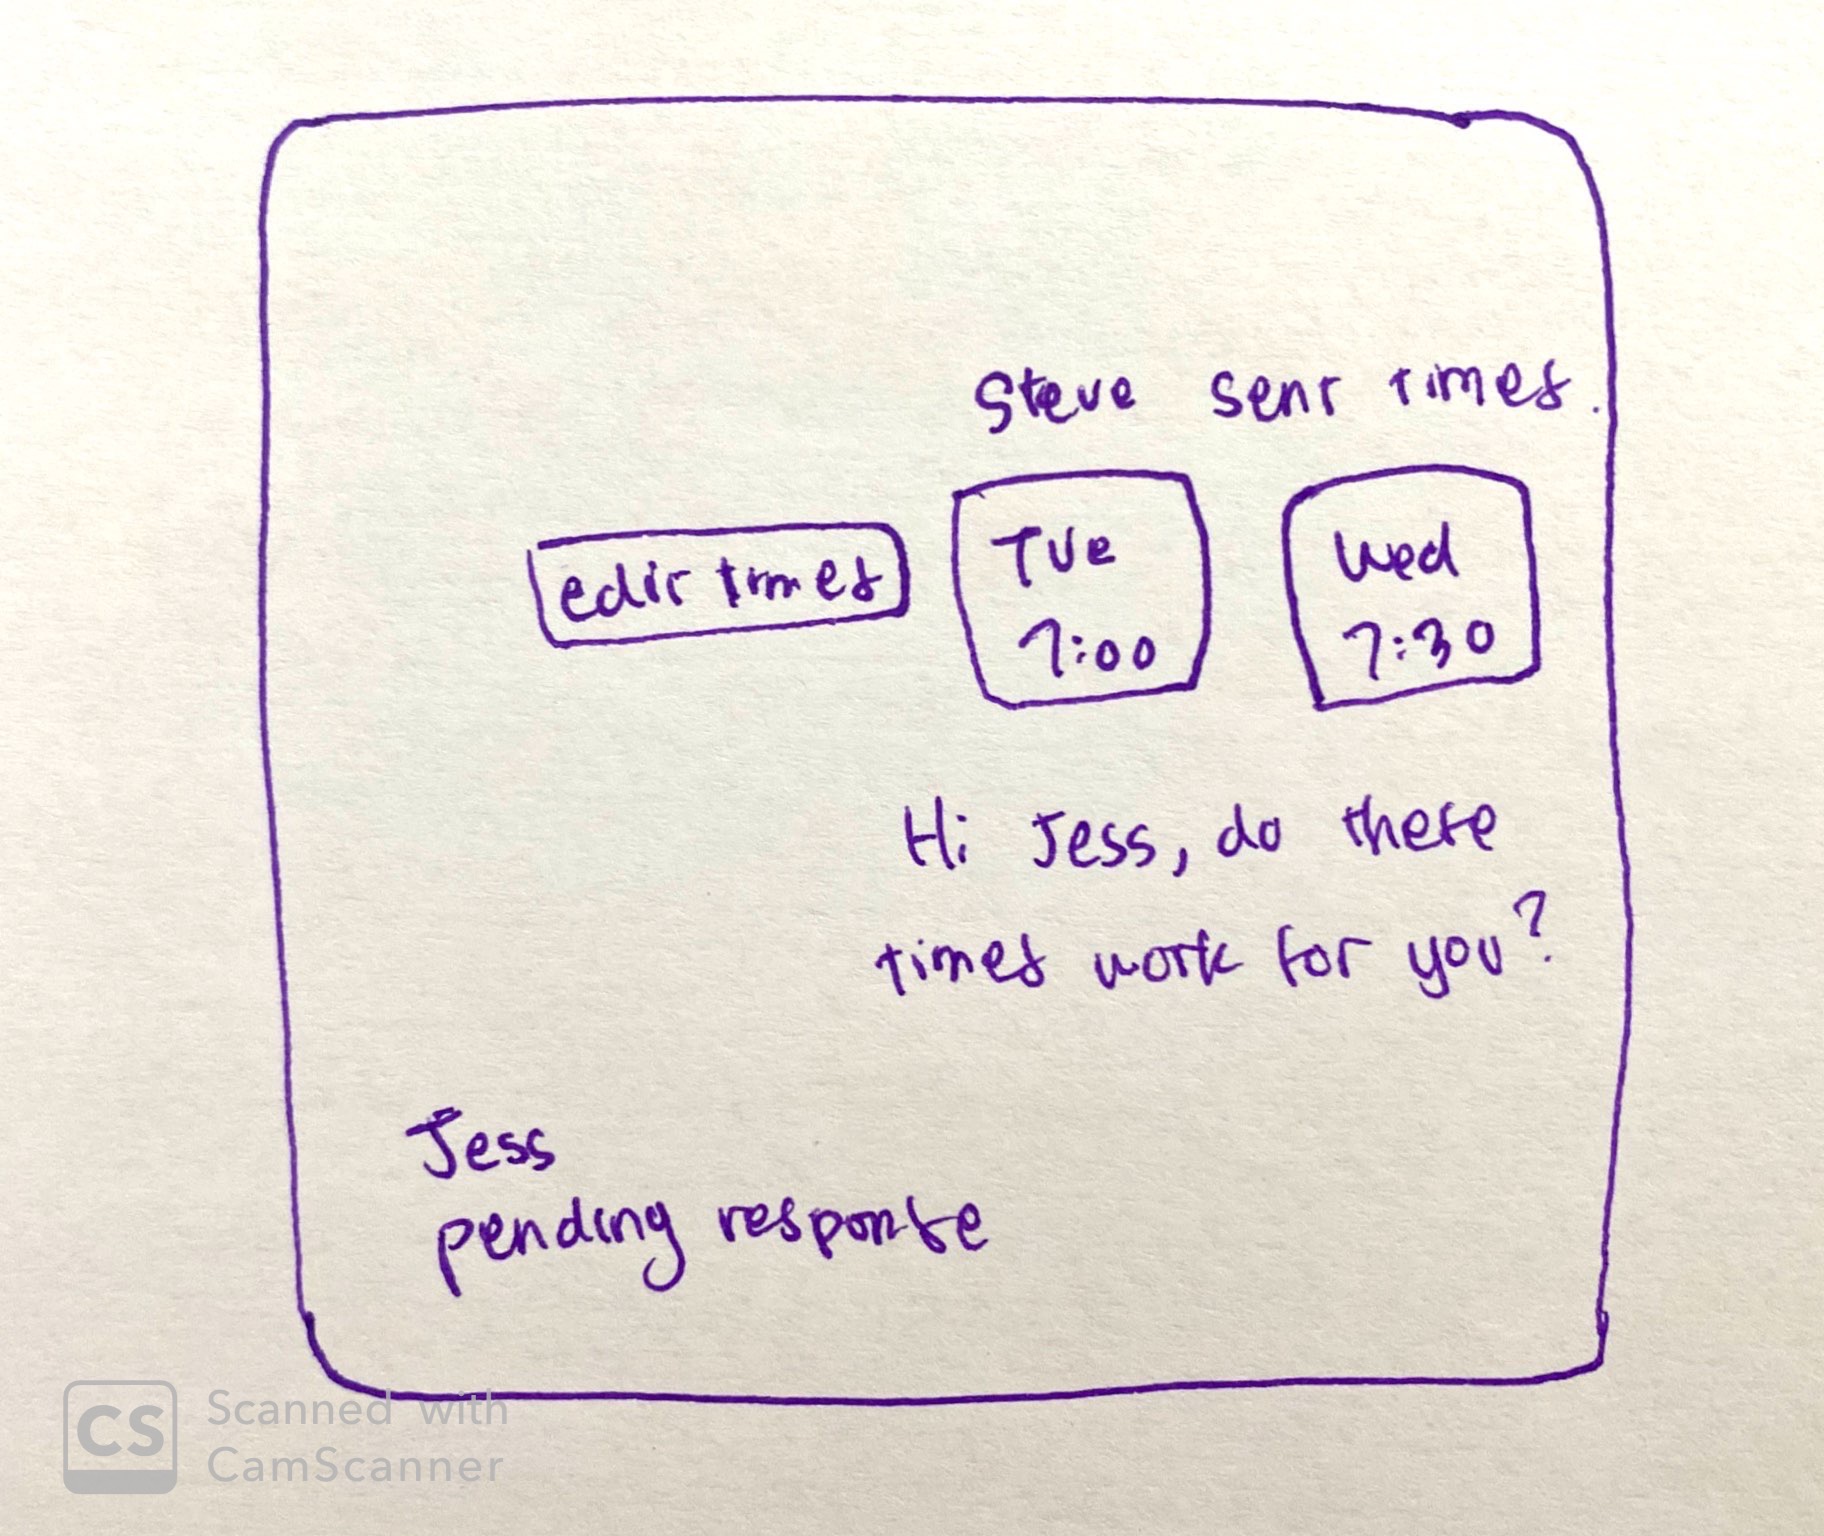 Steve sent times.
edit times
Tue
7:00
Wed
7:30
Hi Jess, do these
times work for you?
Jess
pending response
CS
Scanned with
CamScanner